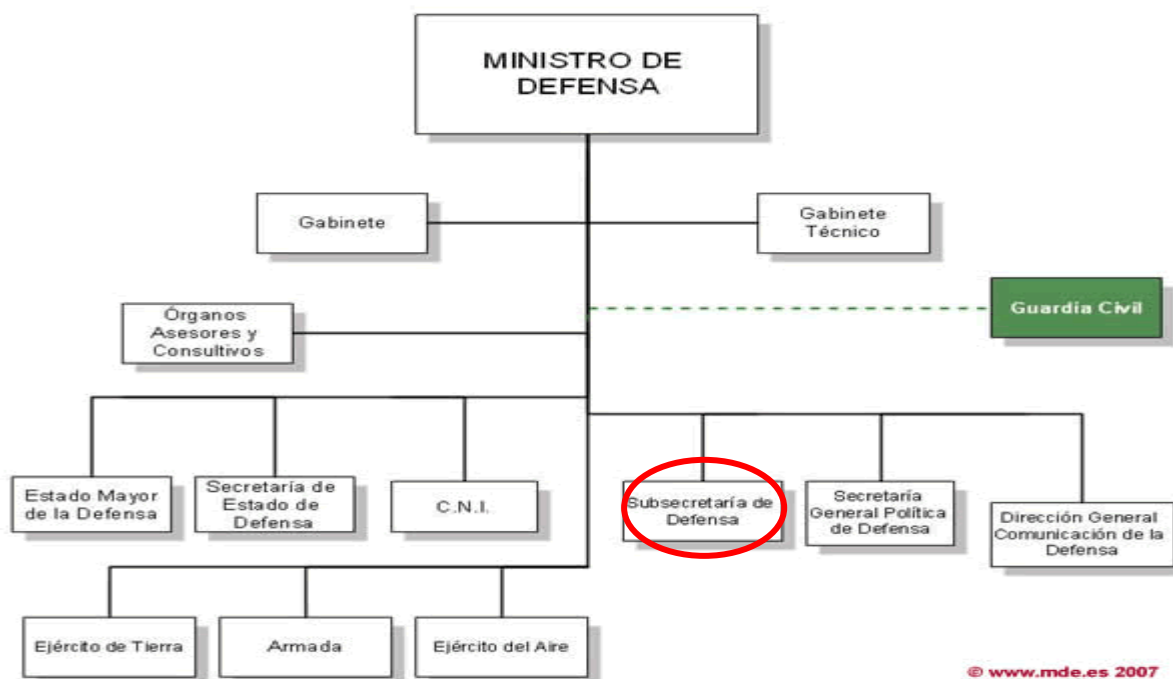 MINISTRO DE
DEFENSA
Gabinete
Gabinete
Técnico
Órganos
Asesores y
Consultivos
Guardía Civil
Estado Mayor
de la Defensa
Secretaría de
Estado de
Defensa
C.N.I.
Subsecretaría de
Defensa
Secretaría
General Política
de Defensa
Dirección General
Comunicación de la
Defensa
Ejército de Tierra
Armada
Ejército del Aire
© www.mde.es 2007